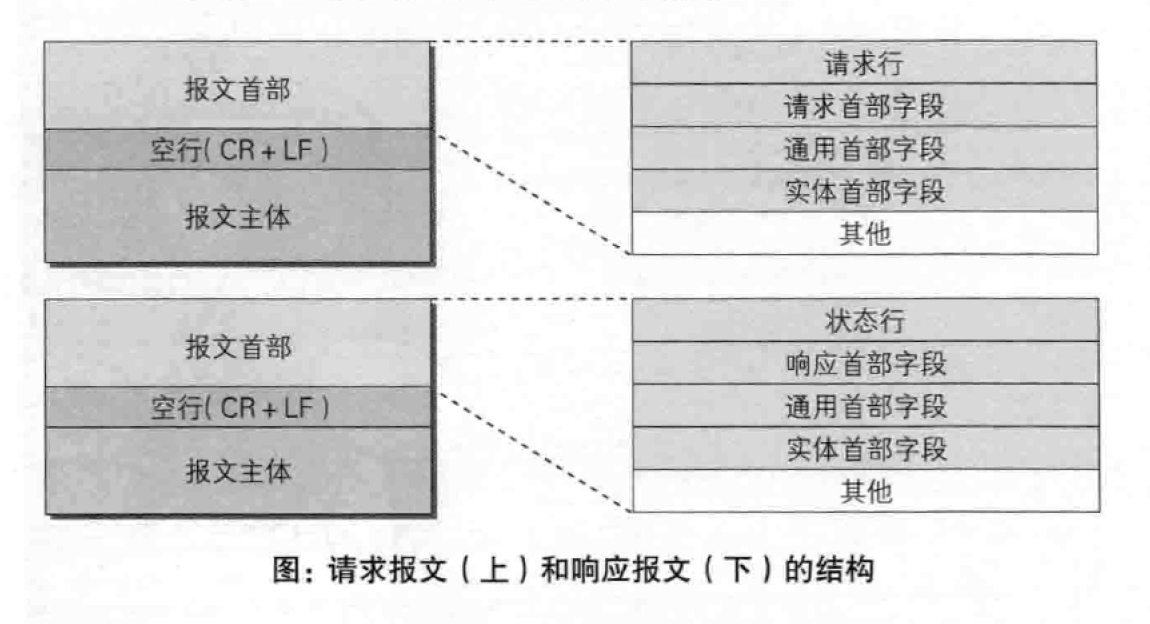 报文首部
空行( CR + LF )
报文主体
请求行
请求首部字段
通用首部字段
实体首部字段
其他
报文首部
空行( CR + LF )
报文主体
状态行
响应首部字段
通用首部字段
实体首部字段
其他
图：请求报文（上）和响应报文（下）的结构